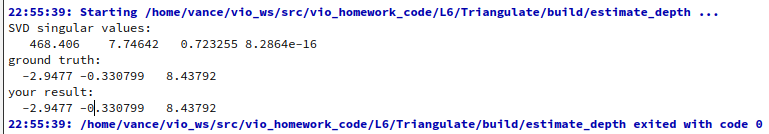 22:55:39: Starting /home/vance/vio_ws/src/vio_homework_code/L6/Triangulate/build/estimate_depth ...
SVD singular values:
468.406 7.74642 0.723255 8.2864e-16
ground truth:
-2.9477 -0.330799 8.43792
your result:
-2.9477 -0.330799 8.43792
22:55:39: /home/vance/vio_ws/src/vio_homework_code/L6/Triangulate/build/estimate_depth exited with code 0